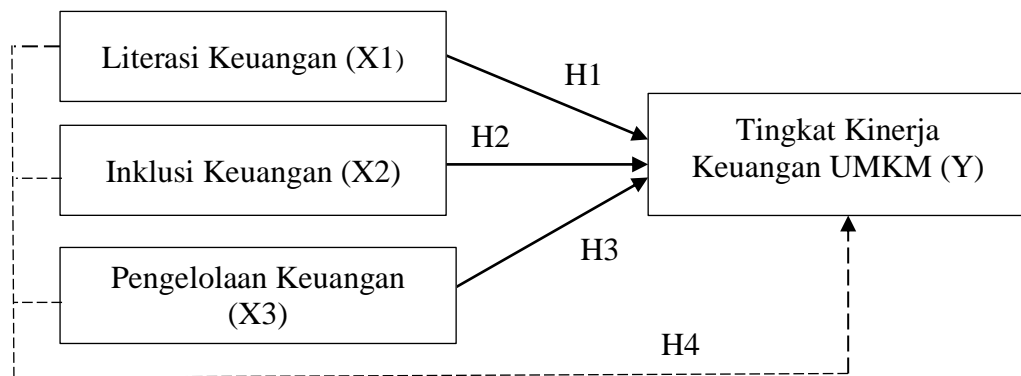 Literasi Keuangan (X1)
H1
Inklusi Keuangan (X2)
H2
Tingkat Kinerja
Keuangan UMKM (Y)
Pengelolaan Keuangan
(X3)
H3
H4